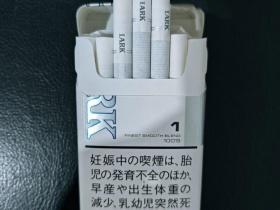 LARK
LARK
LARK
RK
1
FINEST SMOOTH BLEND
100's
妊娠中の喫煙は、胎
児の発育不全のほか、
早産や出生体重の
減少、乳幼児突然死